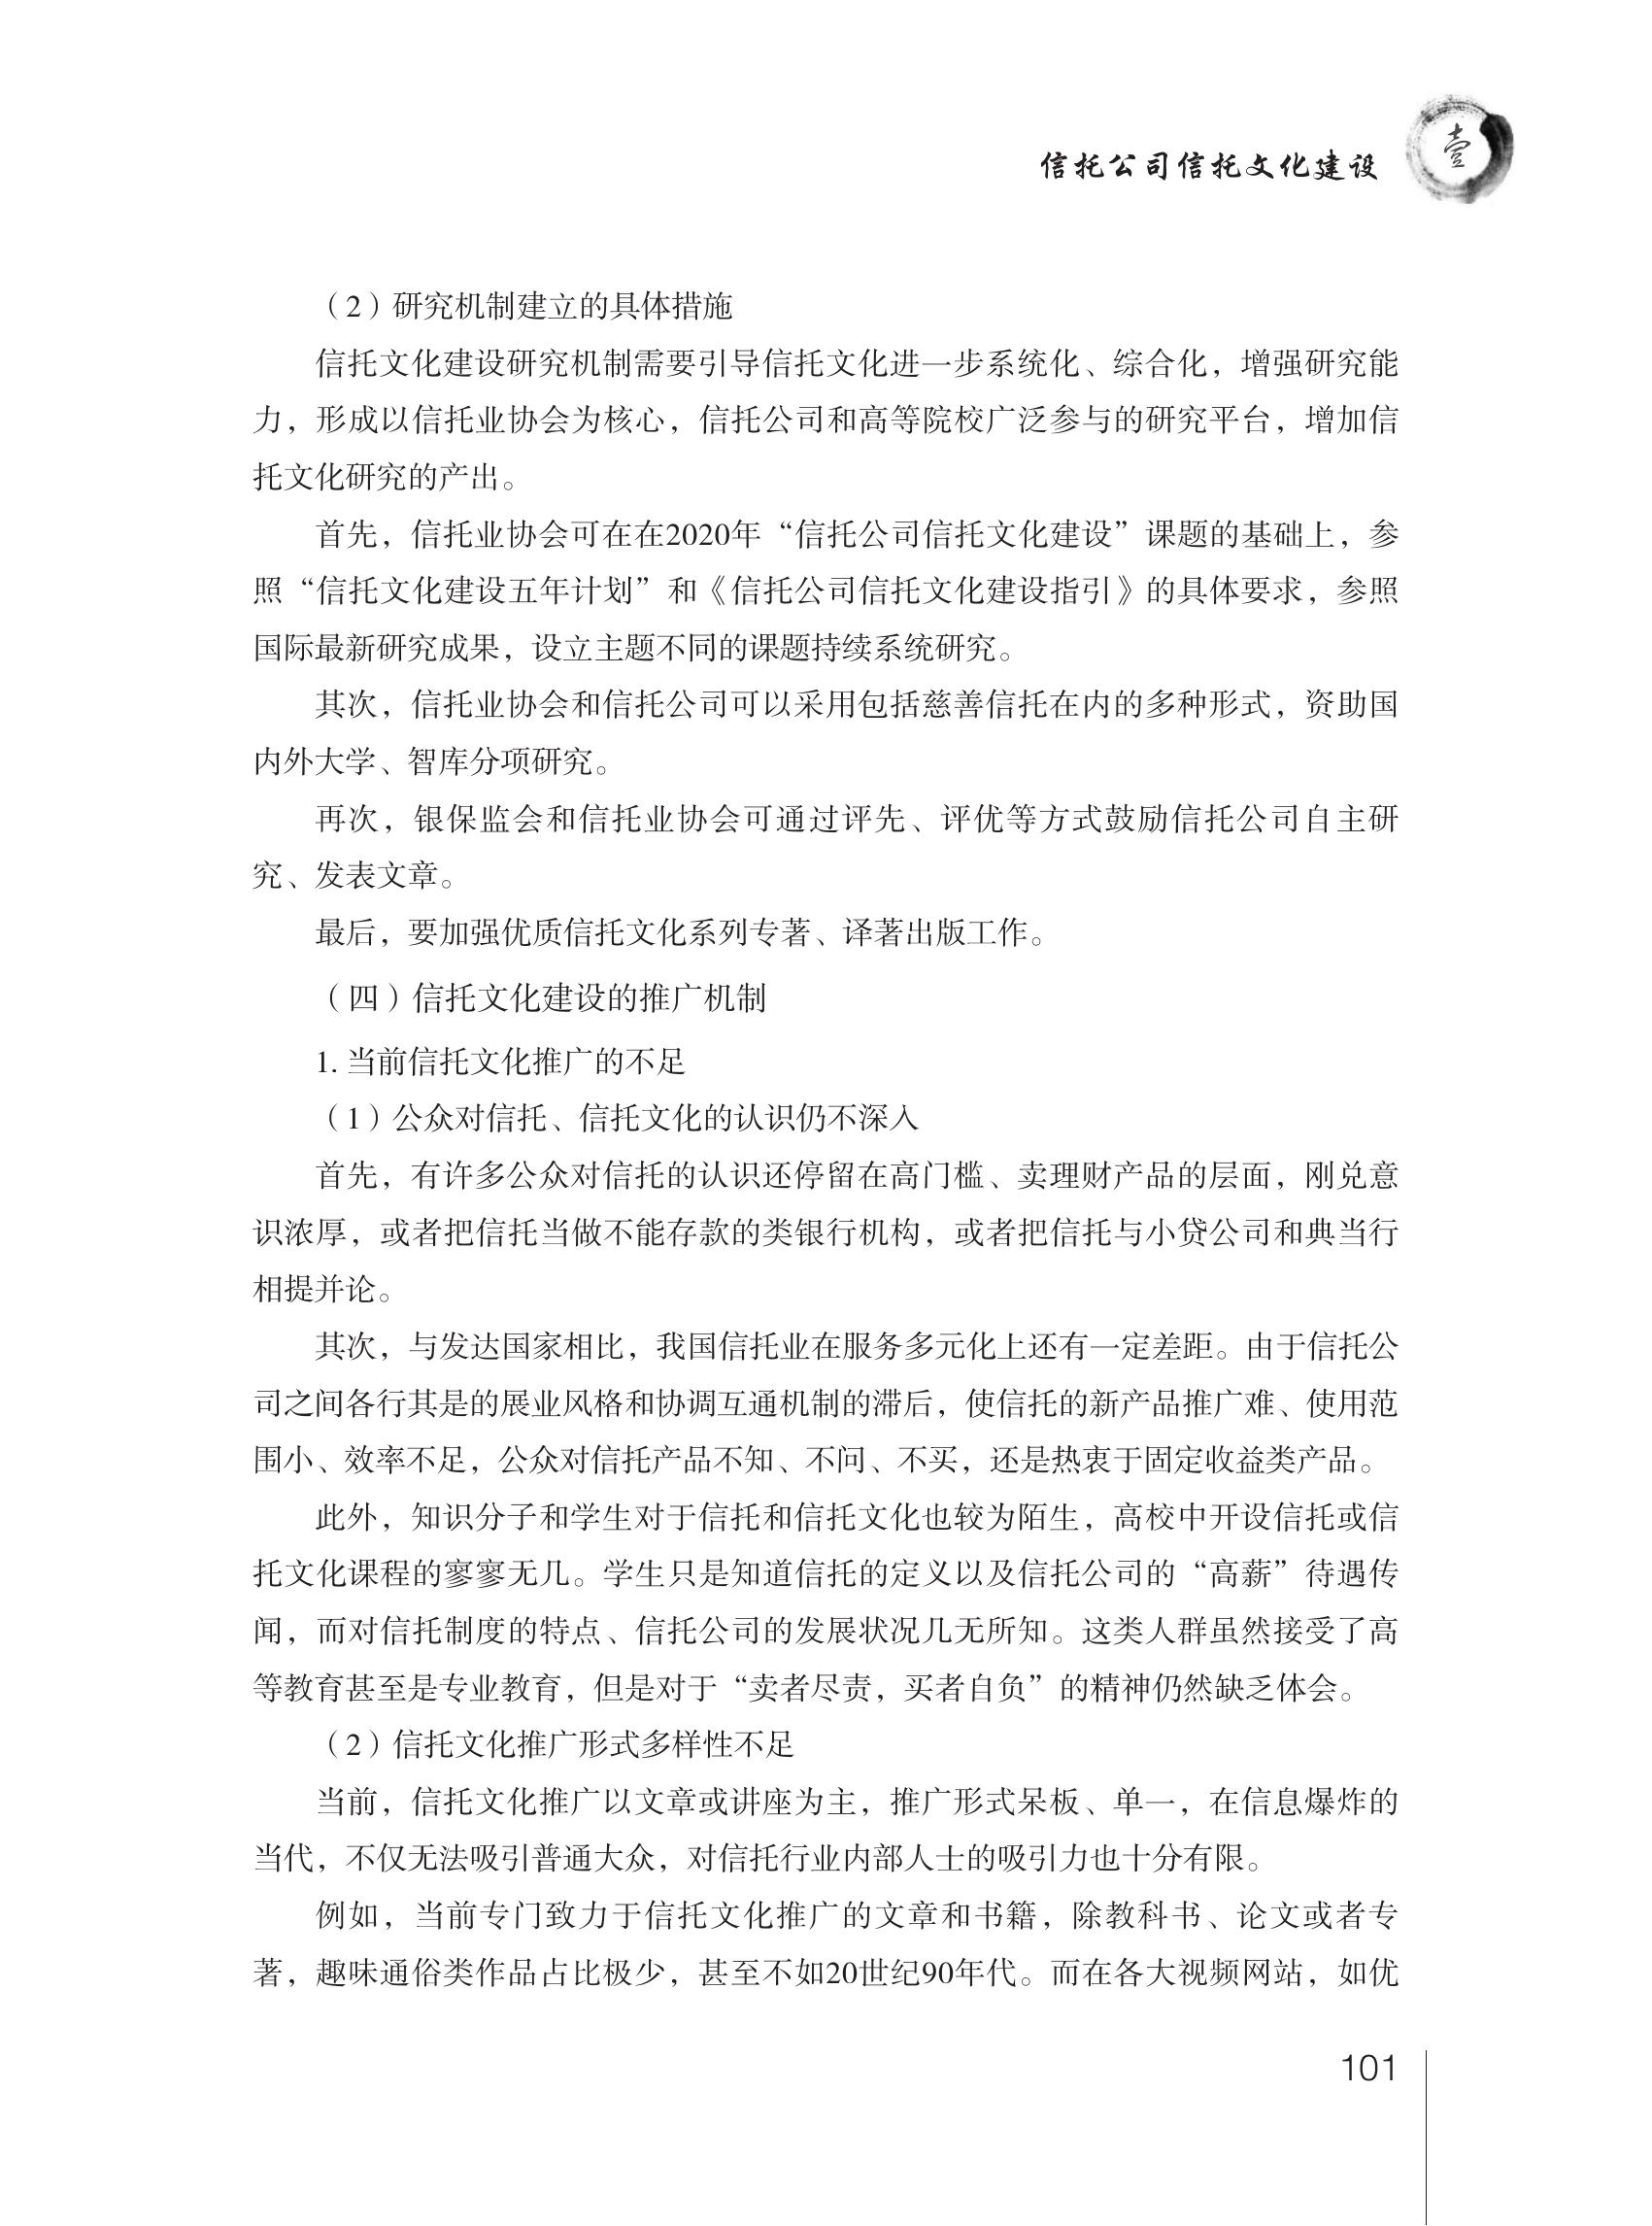 信托公司信托文化建设
壹
（2）研究机制建立的具体措施
信托文化建设研究机制需要引导信托文化进一步系统化、综合化，增强研究能
力，形成以信托业协会为核心，信托公司和高等院校广泛参与的研究平台，增加信
托文化研究的产出。
首先，信托业协会可在在2020年“信托公司信托文化建设”课题的基础上，参
照“信托文化建设五年计划”和《信托公司信托文化建设指引》的具体要求，参照
国际最新研究成果，设立主题不同的课题持续系统研究。
其次，信托业协会和信托公司可以采用包括慈善信托在内的多种形式，资助国
内外大学、智库分项研究。
再次，银保监会和信托业协会可通过评先、评优等方式鼓励信托公司自主研
究、发表文章。
最后，要加强优质信托文化系列专著、译著出版工作。
（四）信托文化建设的推广机制
1. 当前信托文化推广的不足
（1）公众对信托、信托文化的认识仍不深入
首先，有许多公众对信托的认识还停留在高门槛、卖理财产品的层面，刚兑意
识浓厚，或者把信托当做不能存款的类银行机构，或者把信托与小贷公司和典当行
相提并论。
其次，与发达国家相比，我国信托业在服务多元化上还有一定差距。由于信托公
司之间各行其是的展业风格和协调互通机制的滞后，使信托的新产品推广难、使用范
围小、效率不足，公众对信托产品不知、不问、不买，还是热衷于固定收益类产品。
此外，知识分子和学生对于信托和信托文化也较为陌生，高校中开设信托或信
托文化课程的寥寥无几。学生只是知道信托的定义以及信托公司的“高薪”待遇传
闻，而对信托制度的特点、信托公司的发展状况几无所知。这类人群虽然接受了高
等教育甚至是专业教育，但是对于“卖者尽责，买者自负”的精神仍然缺乏体会。
（2）信托文化推广形式多样性不足
当前，信托文化推广以文章或讲座为主，推广形式呆板、单一，在信息爆炸的
当代，不仅无法吸引普通大众，对信托行业内部人士的吸引力也十分有限。
例如，当前专门致力于信托文化推广的文章和书籍，除教科书、论文或者专
著，趣味通俗类作品占比极少，甚至不如20世纪90年代。而在各大视频网站，如优
101